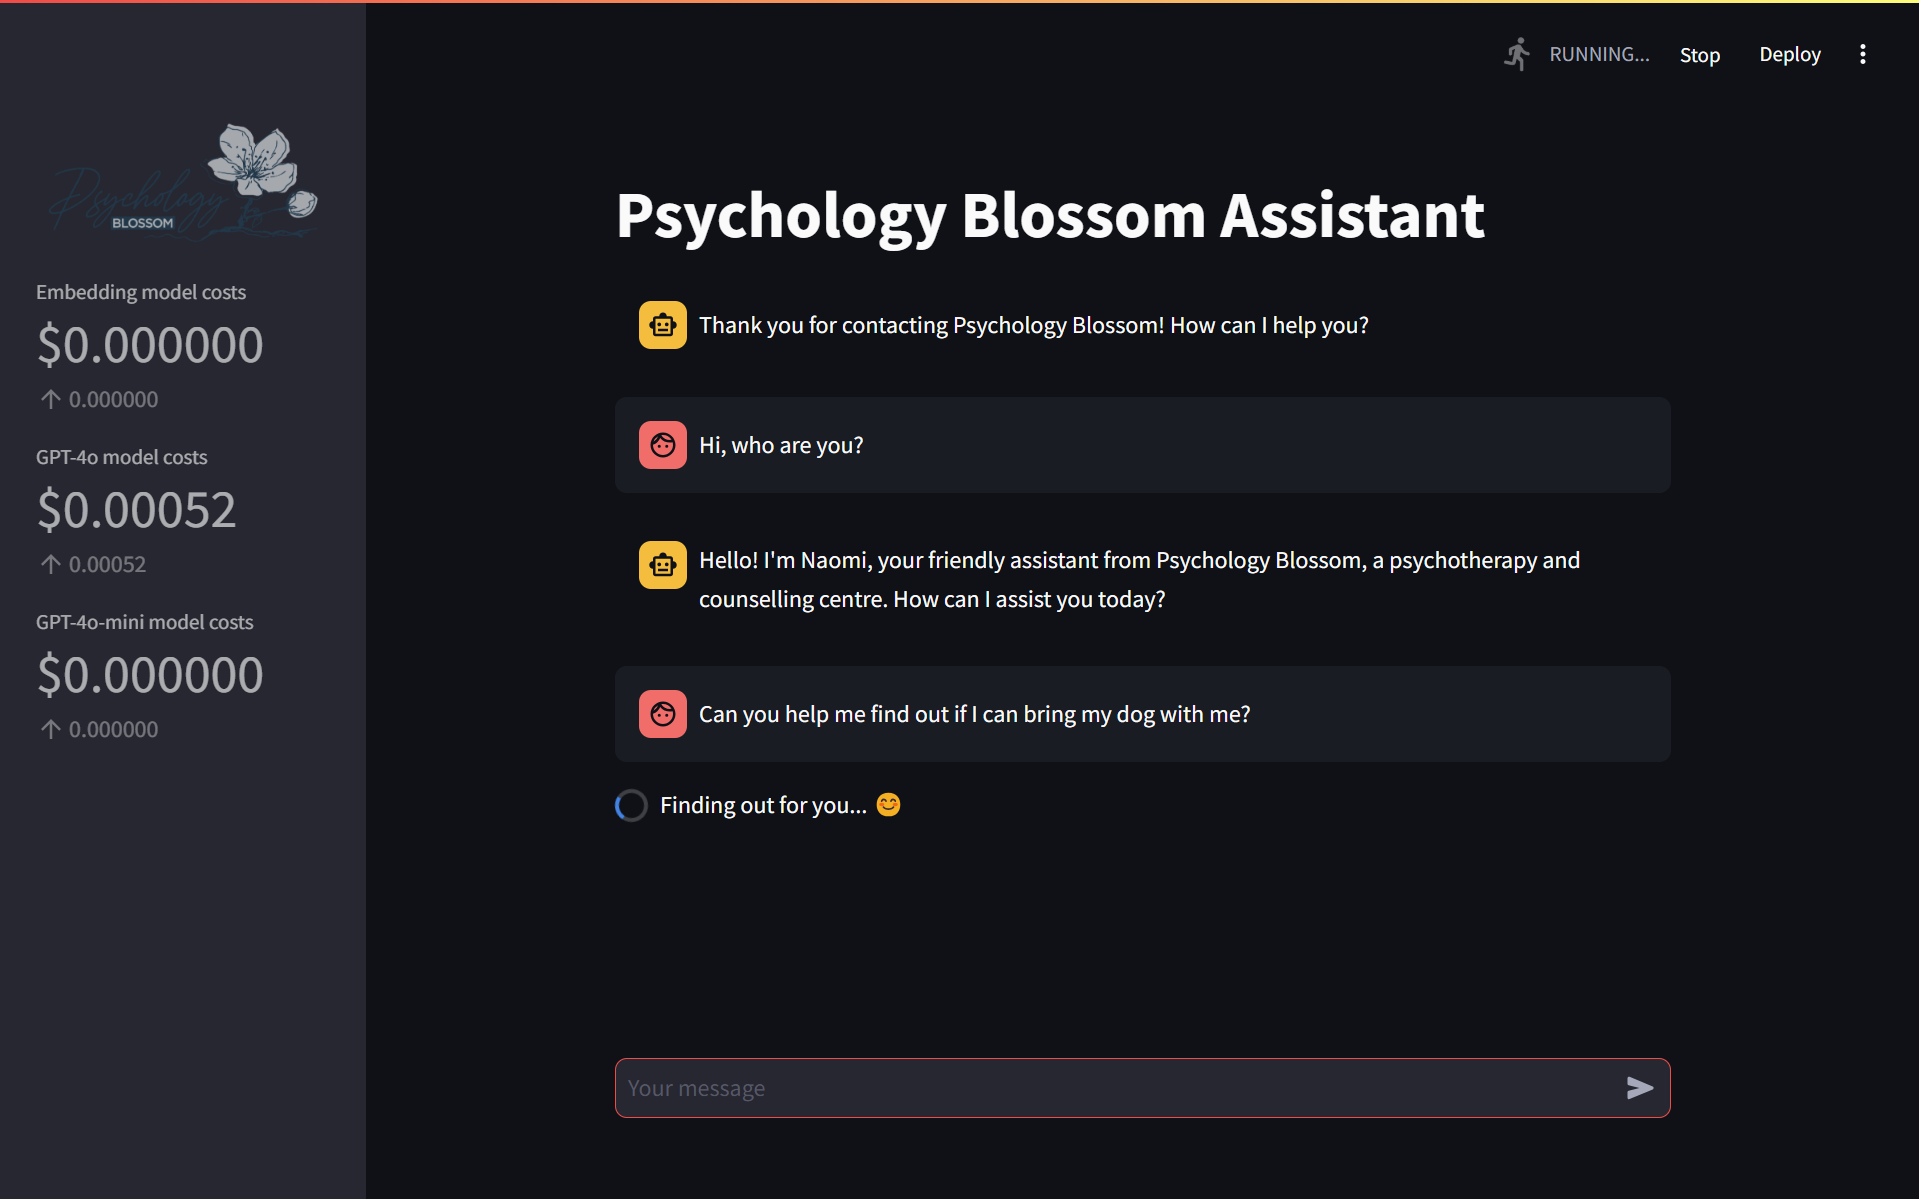 RUNNING...
Stop
Deploy
Psychology
BLOSSOM
Embedding model costs
$0.000000
0.000000
GPT-4o model costs
$0.00052
0.00052
GPT-4o-mini model costs
$0.000000
0.000000
Psychology Blossom Assistant
Thank you for contacting Psychology Blossom! How can I help you?
Hi, who are you?
Hello! I'm Naomi, your friendly assistant from Psychology Blossom, a psychotherapy and
counselling centre. How can I assist you today?
Can you help me find out if I can bring my dog with me?
Finding out for you... 😊
Your message